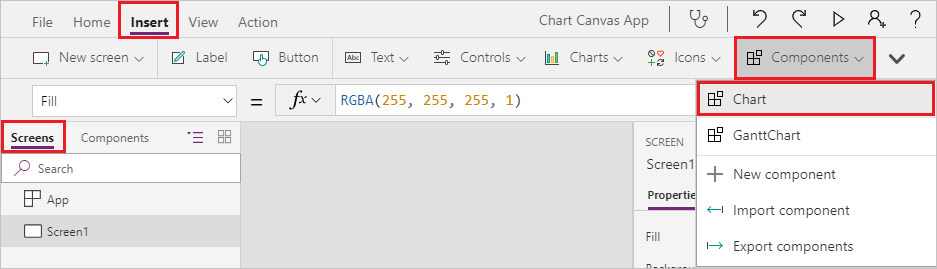 File Home Insert View Action Chart Canvas App ?
New screen Label Button Abc Text Controls Charts Icons Components
Fill = fx RGBA(255, 255, 255, 1)
Chart
Screens Components
GanttChart
SCREEN
Search
Screen1
New component
App
Properties
Import component
Screen1
Fill
Export components